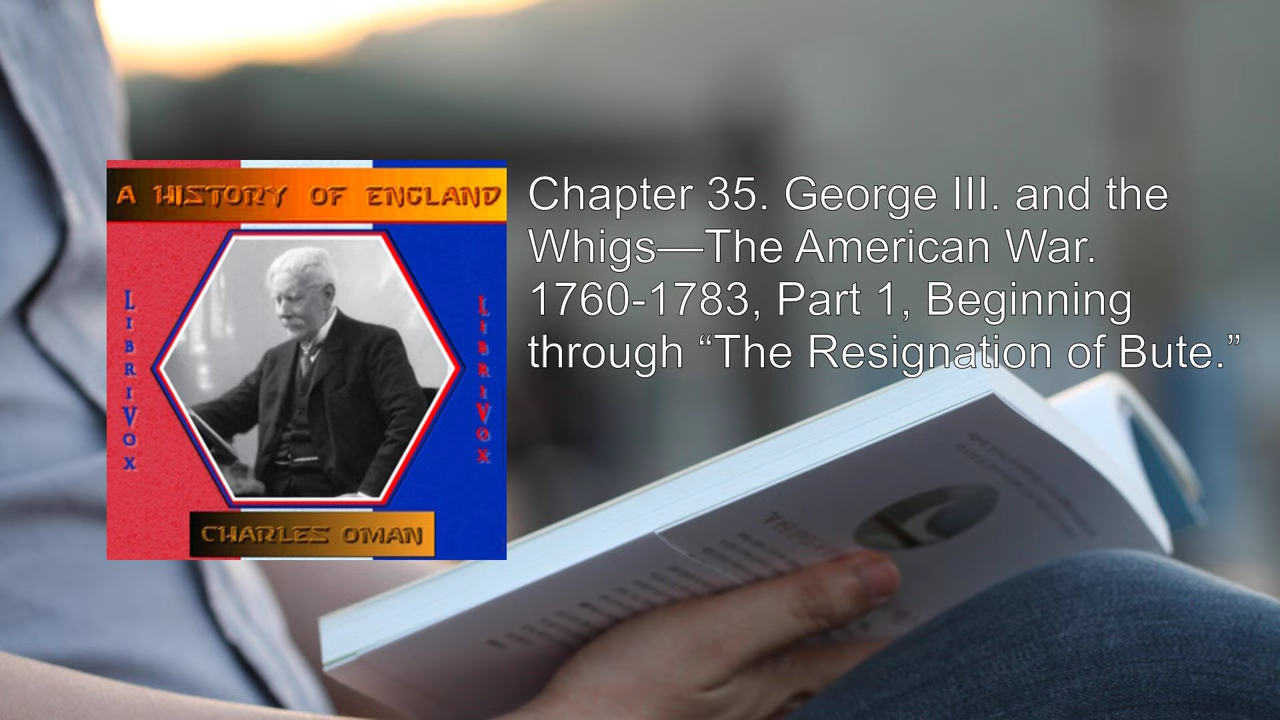 A HISTORY OF ENGLAND
LIBRIVOX
LIBRIVOX
CHARLES OMAN
Chapter 35. George III. and the
Whigs—The American War.
1760-1783, Part 1, Beginning
through “The Resignation of Bute.”